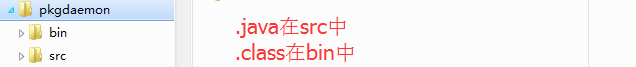 pkgdaemon
bin
src
.java在src中
.class在bin中